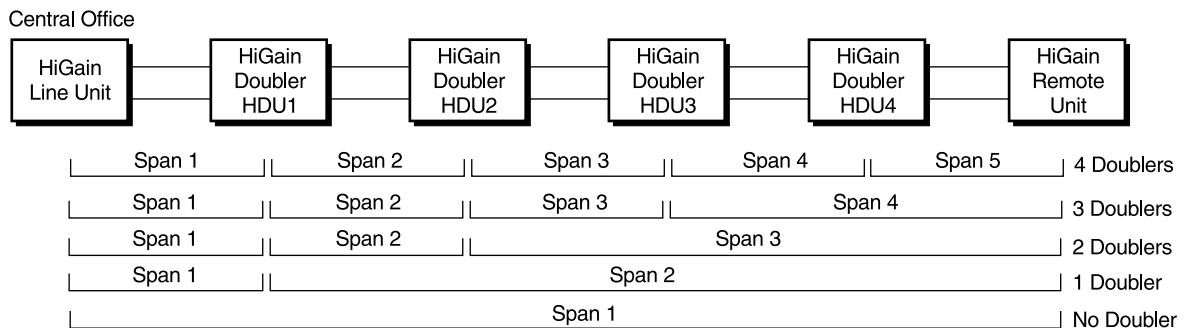 Central Office
HiGain
Line Unit
HiGain
Doubler
HDU1
HiGain
Doubler
HDU2
HiGain
Doubler
HDU3
HiGain
Doubler
HDU4
HiGain
Remote
Unit
Span 1 Span 2 Span 3 Span 4 Span 5 4 Doublers
Span 1 Span 2 Span 3 Span 4 3 Doublers
Span 1 Span 2 Span 3 2 Doublers
Span 1 Span 2 1 Doubler
Span 1 No Doubler